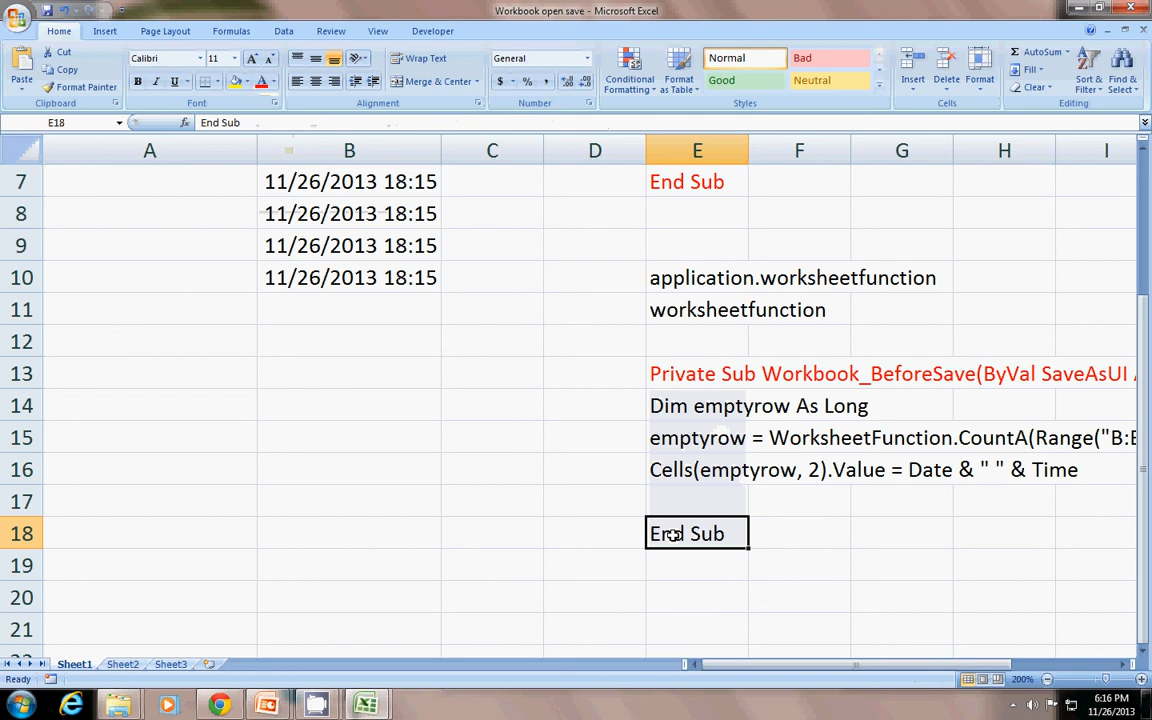 Workbook open save - Microsoft Excel
Home Insert Page Layout Formulas Data Review View Developer
Paste Cut Copy Format Painter
Clipboard
Calibri 11
B I U
Font
Wrap Text
Merge & Center
Alignment
General
$ % ,
Number
Conditional Formatting Format as Table
Normal Red
Good Neutral
Styles
Insert Delete Format
Cells
AutoSum
Fill
Clear
Sort & Filter Find & Select
Editing
E18 fx End Sub
A B C D E F G H I
7 11/26/2013 18:15 End Sub
8 11/26/2013 18:15
9 11/26/2013 18:15
10 11/26/2013 18:15 application.worksheetfunction
11 worksheetfunction
12
13 Private Sub Workbook_BeforeSave(ByVal SaveAsUI
14 Dim emptyrow As Long
15 emptyrow = WorksheetFunction.CountA(Range("B:
16 Cells(emptyrow, 2).Value = Date & " " & Time
17
18 End Sub
19
20
21
Sheet1 Sheet2 Sheet3
Ready 200%
6:16 PM
11/26/2013